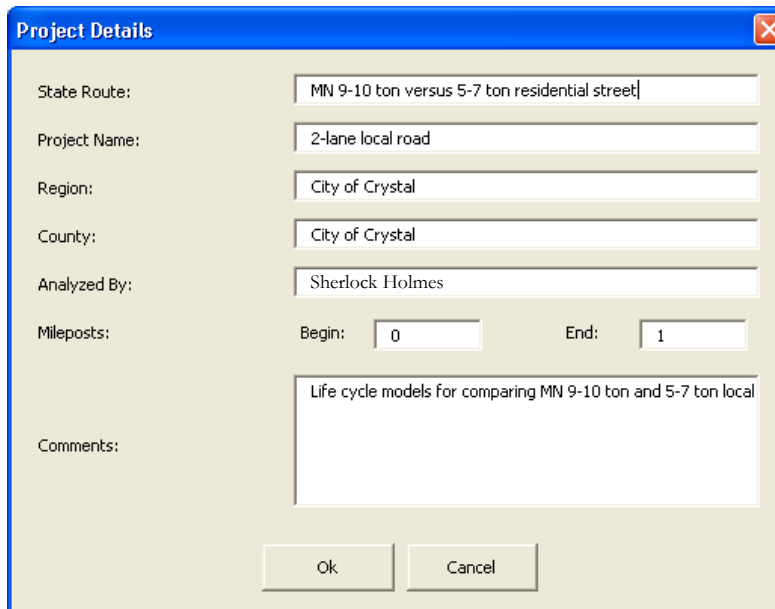 Project Details
State Route: MN 9-10 ton versus 5-7 ton residential street
Project Name: 2-lane local road
Region: City of Crystal
County: City of Crystal
Analyzed By: Sherlock Holmes
Mileposts: Begin: 0 End: 1
Comments: Life cycle models for comparing MN 9-10 ton and 5-7 ton local
Ok Cancel